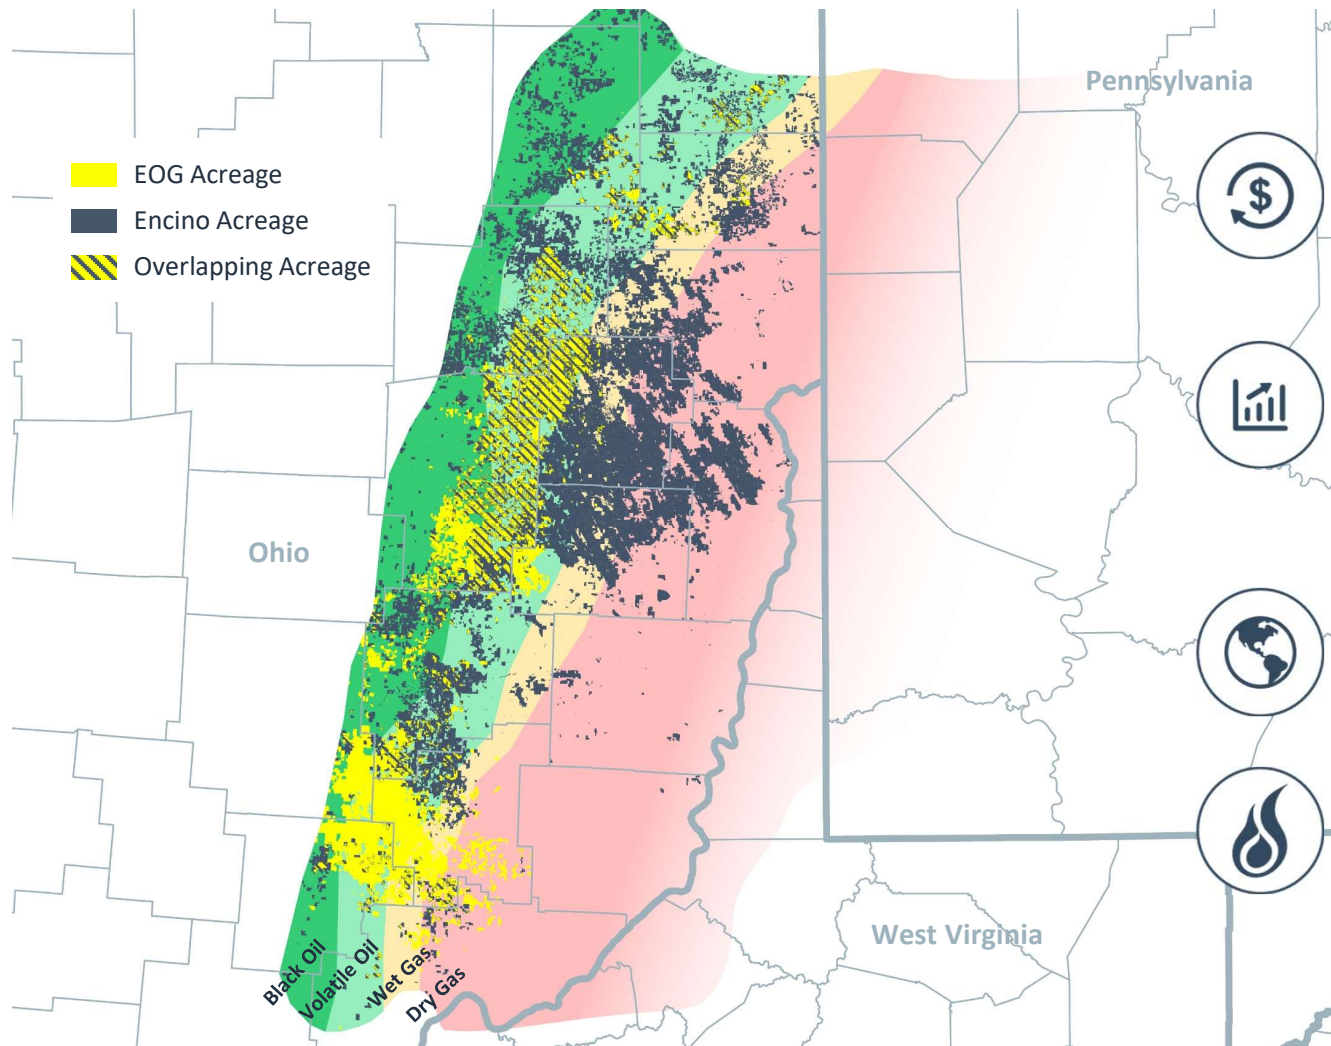 Pennsylvania
EOG Acreage
Encino Acreage
Overlapping Acreage
$
Ohio
West Virginia
Black Oil
Volatile Oil
Wet Gas
Dry Gas